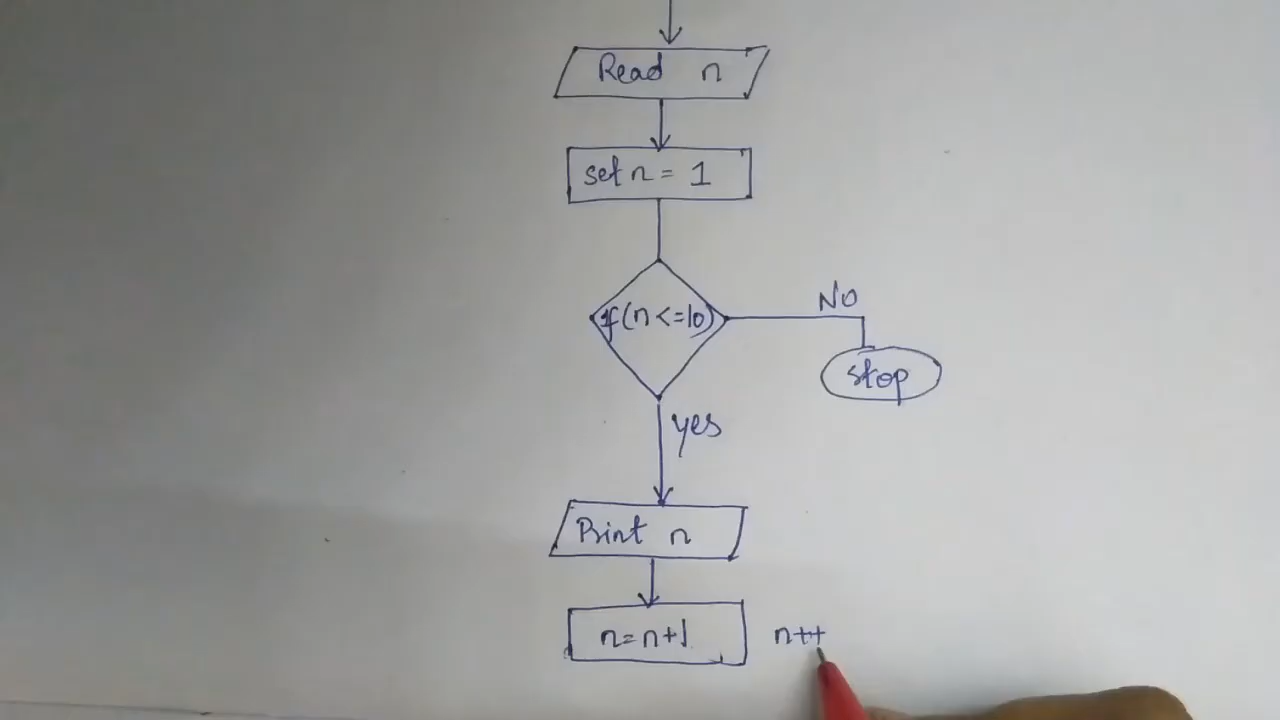 Read n
set n = 1
if (n <= 10)
No
stop
yes
Print n
n = n+1
n++